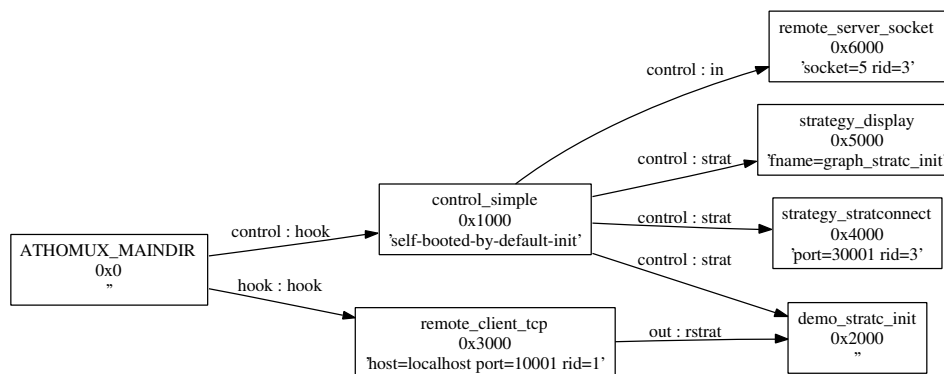 remote_server_socket
0x6000
'socket=5 rid=3'
control : in
strategy_display
0x5000
'fname=graph_stratc_init'
control : strat
control_simple
0x1000
'self-booted-by-default-init'
control : strat
strategy_stratconnect
0x4000
'port=30001 rid=3'
control : hook
ATHOMUX_MAINDIR
0x0
''
control : strat
hook : hook
remote_client_tcp
0x3000
'host=localhost port=10001 rid=1'
out : rstrat
demo_stratc_init
0x2000
''